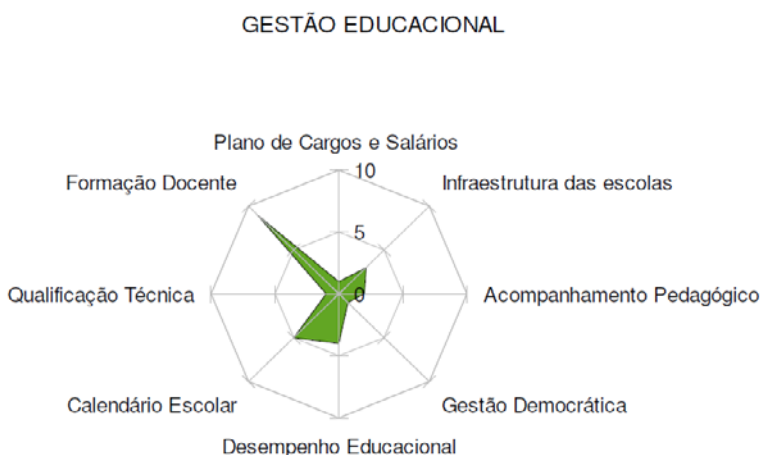 GESTÃO EDUCACIONAL
Plano de Cargos e Salários
10
Formação Docente
Infraestrutura das escolas
5
Qualificação Técnica
0
Acompanhamento Pedagógico
Calendário Escolar
Gestão Democrática
Desempenho Educacional